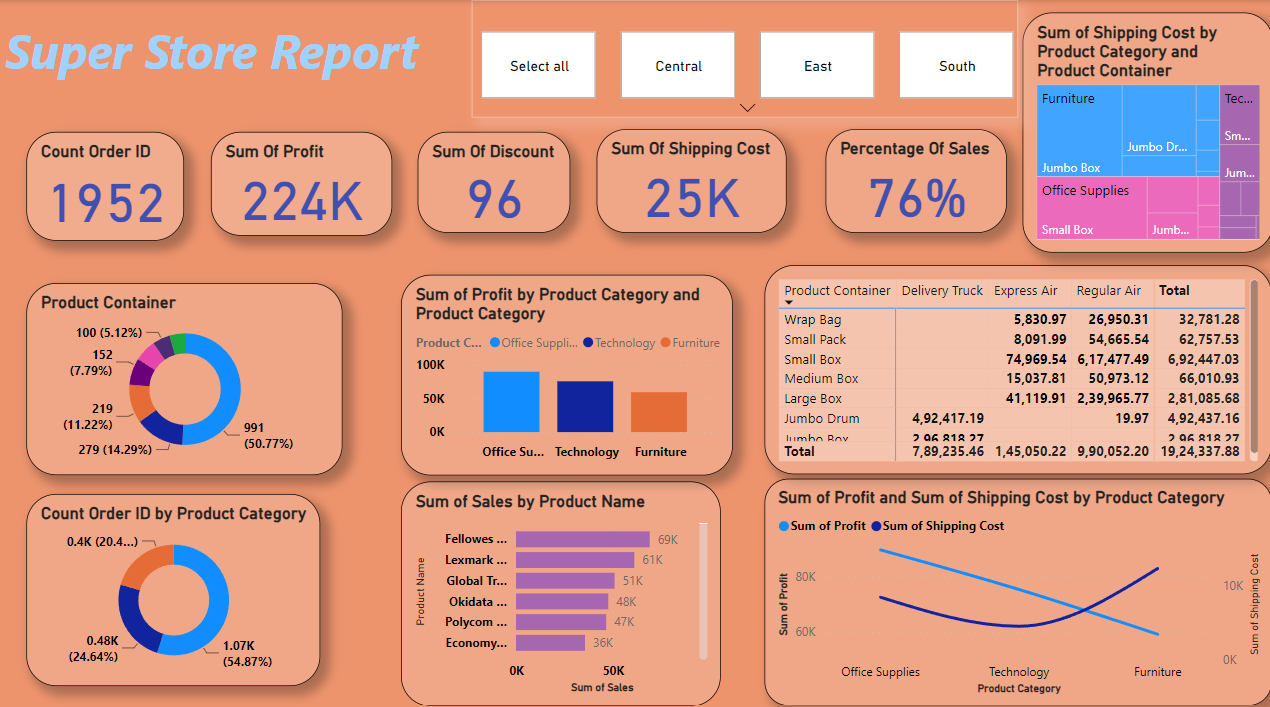 Super Store Report
Select all
Central
East
South
Sum of Shipping Cost by
Product Category and
Product Container
Furniture
Jumbo Box
Jumbo Dr...
Tec...
Sm...
Jum...
Office Supplies
Small Box
Jumb...
Count Order ID
1952
Sum Of Profit
224K
Sum Of Discount
96
Sum Of Shipping Cost
25K
Percentage Of Sales
76%
Product Container
100 (5.12%)
152
(7.79%)
219
(11.22%)
279 (14.29%)
991
(50.77%)
Sum of Profit by Product Category and
Product Category
Product C... Office Suppli... Technology Furniture
100K
50K
0K
Office Su... Technology Furniture
Product Container Delivery Truck Express Air Regular Air Total
Wrap Bag 5,830.97 26,950.31 32,781.28
Small Pack 8,091.99 54,665.54 62,757.53
Small Box 74,969.54 6,17,477.49 6,92,447.03
Medium Box 15,037.81 50,973.12 66,010.93
Large Box 41,119.91 2,39,965.77 2,81,085.68
Jumbo Drum 4,92,417.19 19.97 4,92,437.16
Jumbo Box 2,96,818.27 2,96,818.27
Total 7,89,235.46 1,45,050.22 9,90,052.20 19,24,337.88
Count Order ID by Product Category
0.4K (20.4...)
0.48K
(24.64%)
1.07K
(54.87%)
Sum of Sales by Product Name
Product Name
Fellowes ... 69K
Lexmark ... 61K
Global Tr... 51K
Okidata ... 48K
Polycom ... 47K
Economy... 36K
0K 50K
Sum of Sales
Sum of Profit and Sum of Shipping Cost by Product Category
Sum of Profit Sum of Shipping Cost
Sum of Profit
80K
60K
10K
0K
Sum of Shipping Cost
Office Supplies Technology Furniture
Product Category